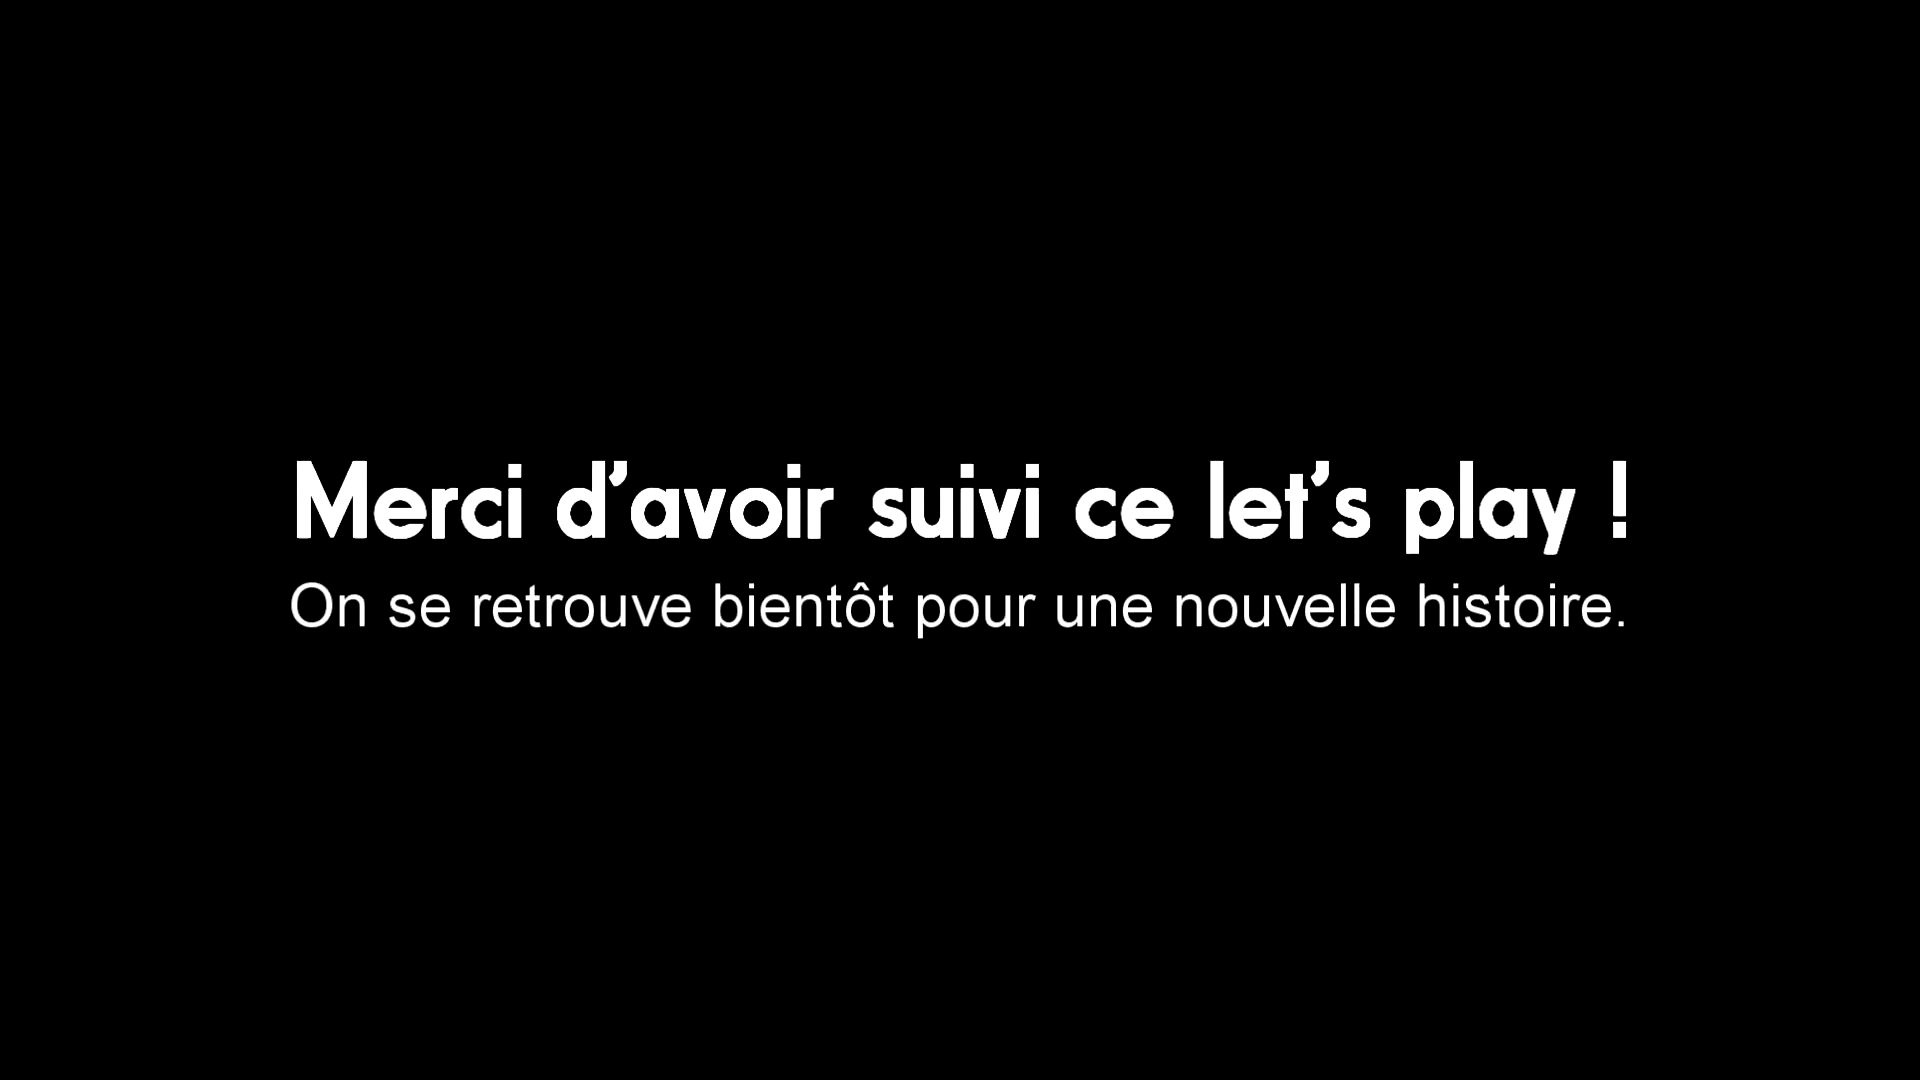 Merci d’avoir suivi ce let’s play !
On se retrouve bientôt pour une nouvelle histoire.